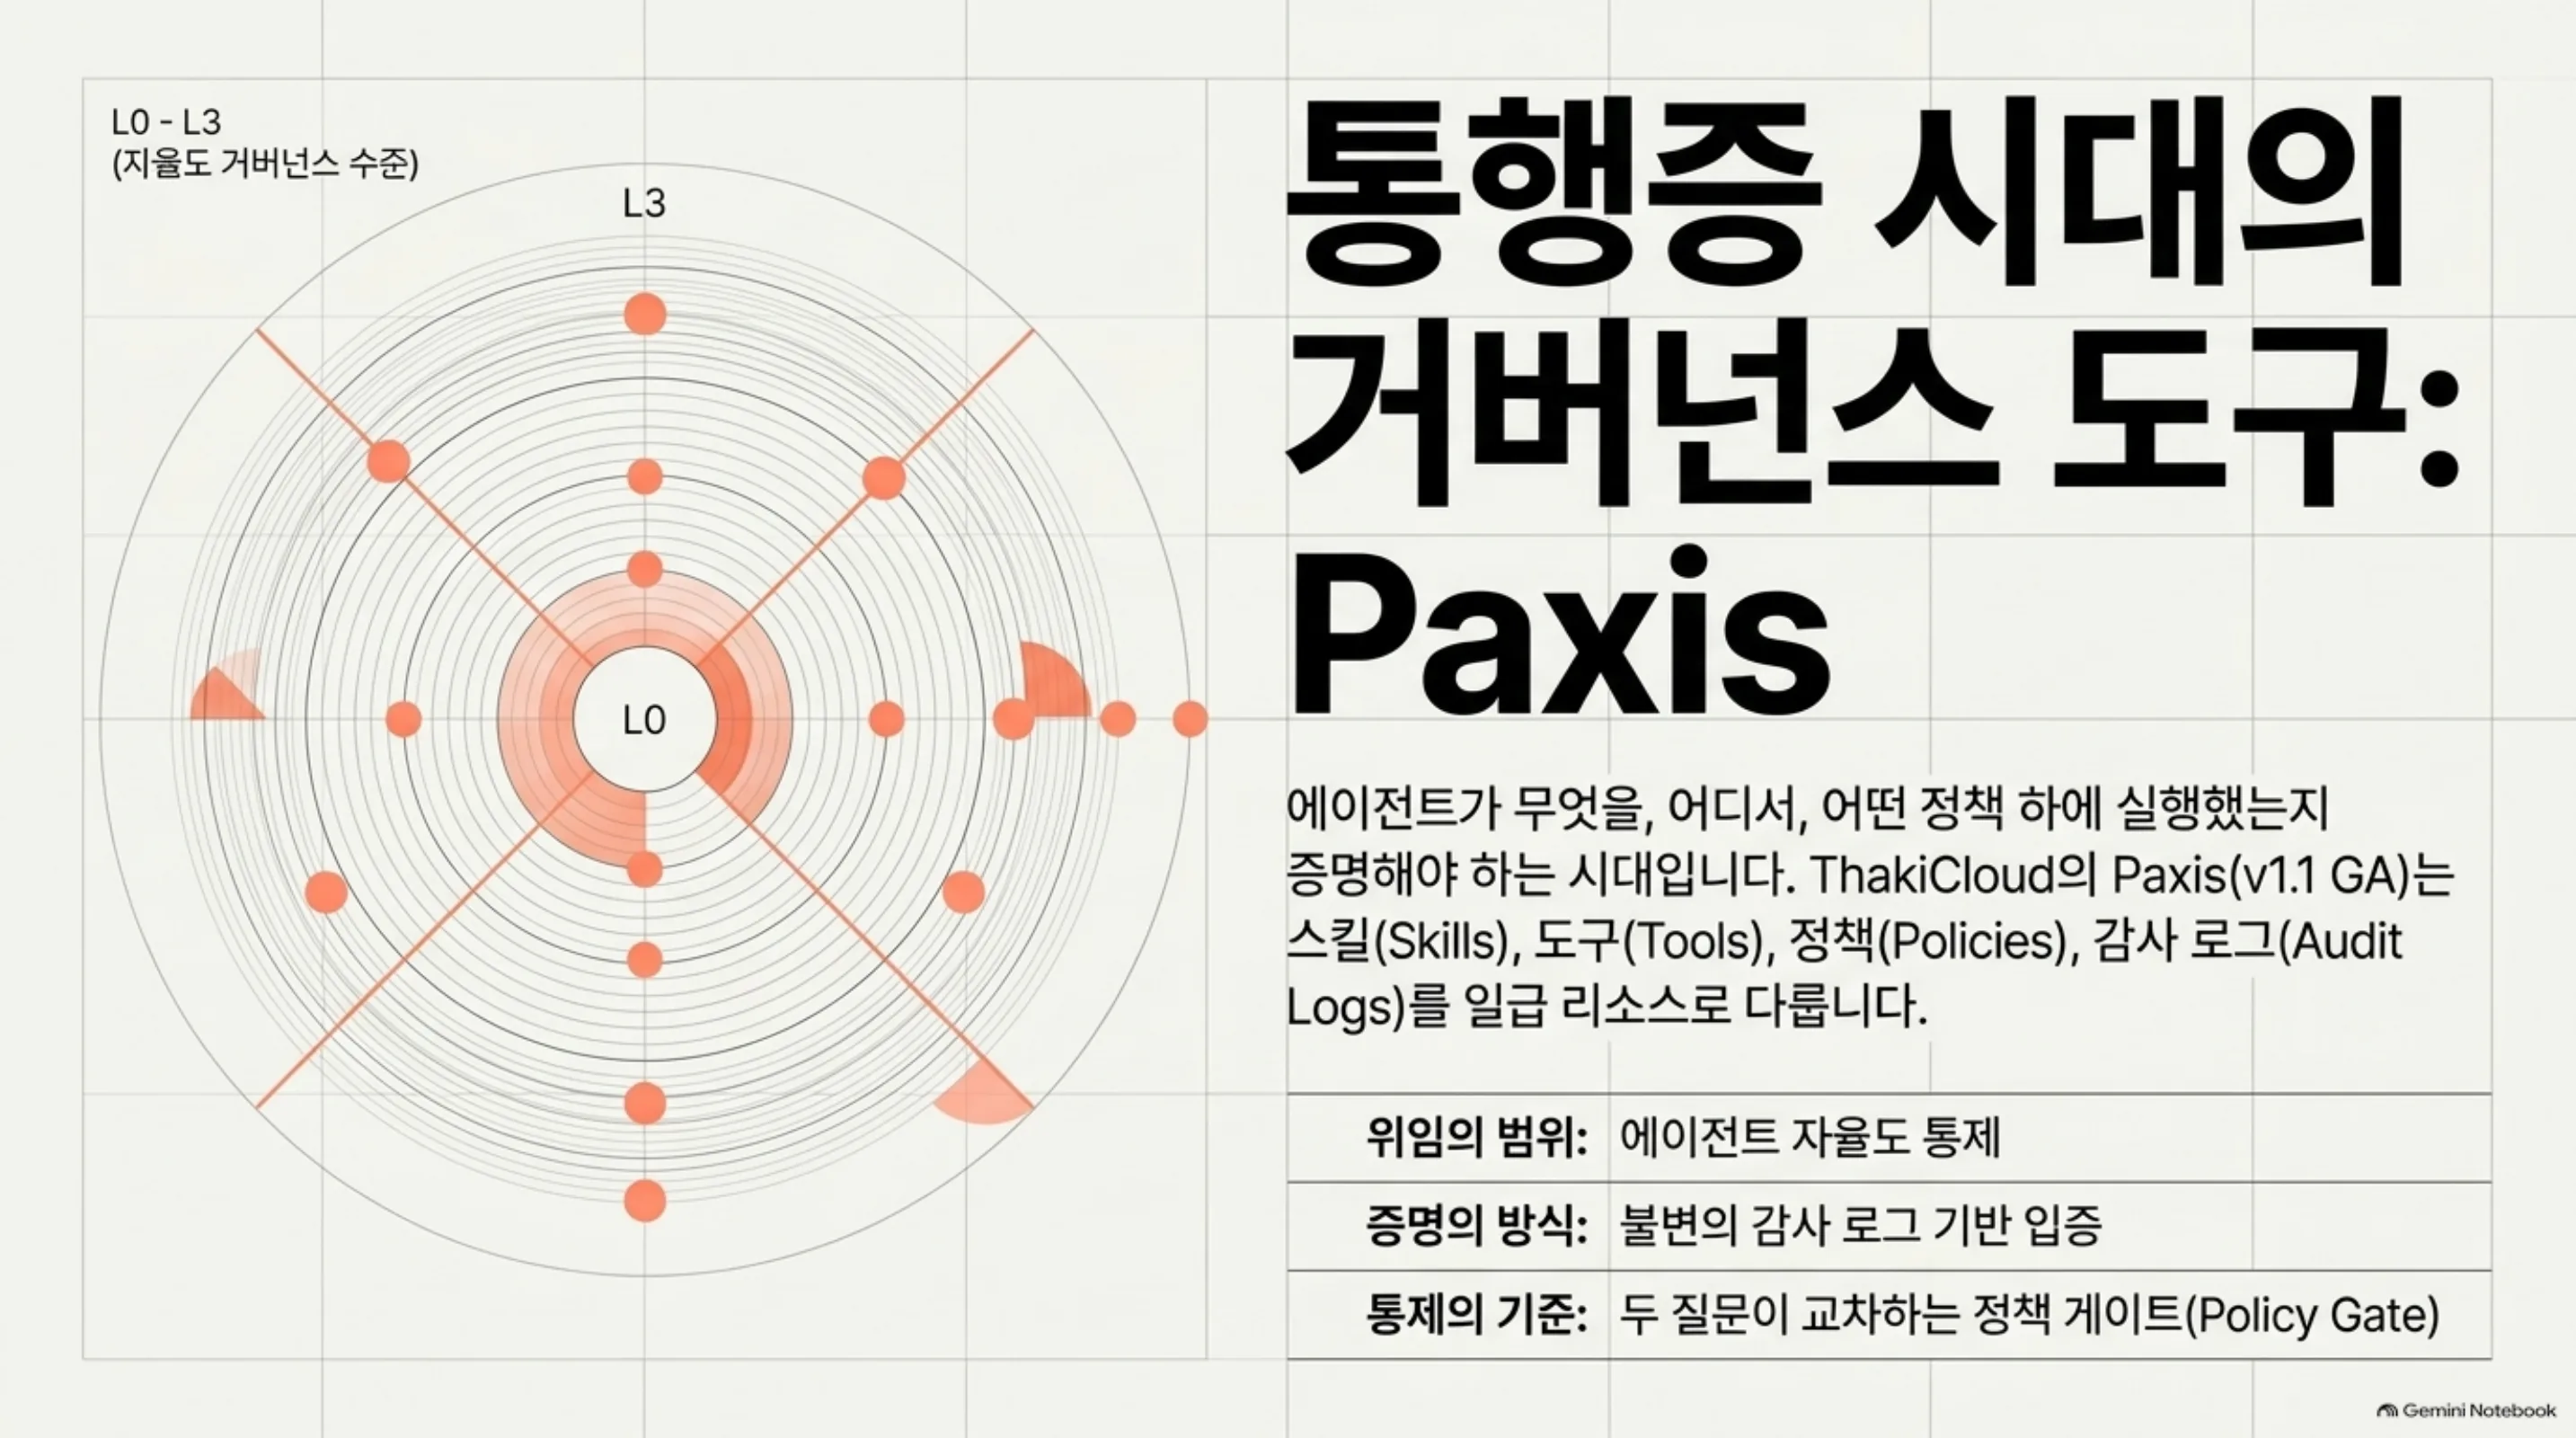 L0 - L3
(지율도 거버넌스 수준)
L3
L0
통행증 시대의
거버넌스 도구:
Paxis
에이전트가 무엇을, 어디서, 어떤 정책 하에 실행했는지
증명해야 하는 시대입니다. ThakiCloud의 Paxis(v1.1 GA)는
스킬(Skills), 도구(Tools), 정책(Policies), 감사 로그(Audit
Logs)를 일급 리소스로 다룹니다.
위임의 범위: 에이전트 자율도 통제
증명의 방식: 불변의 감사 로그 기반 입증
통제의 기준: 두 질문이 교차하는 정책 게이트(Policy Gate)
Gemini Notebook